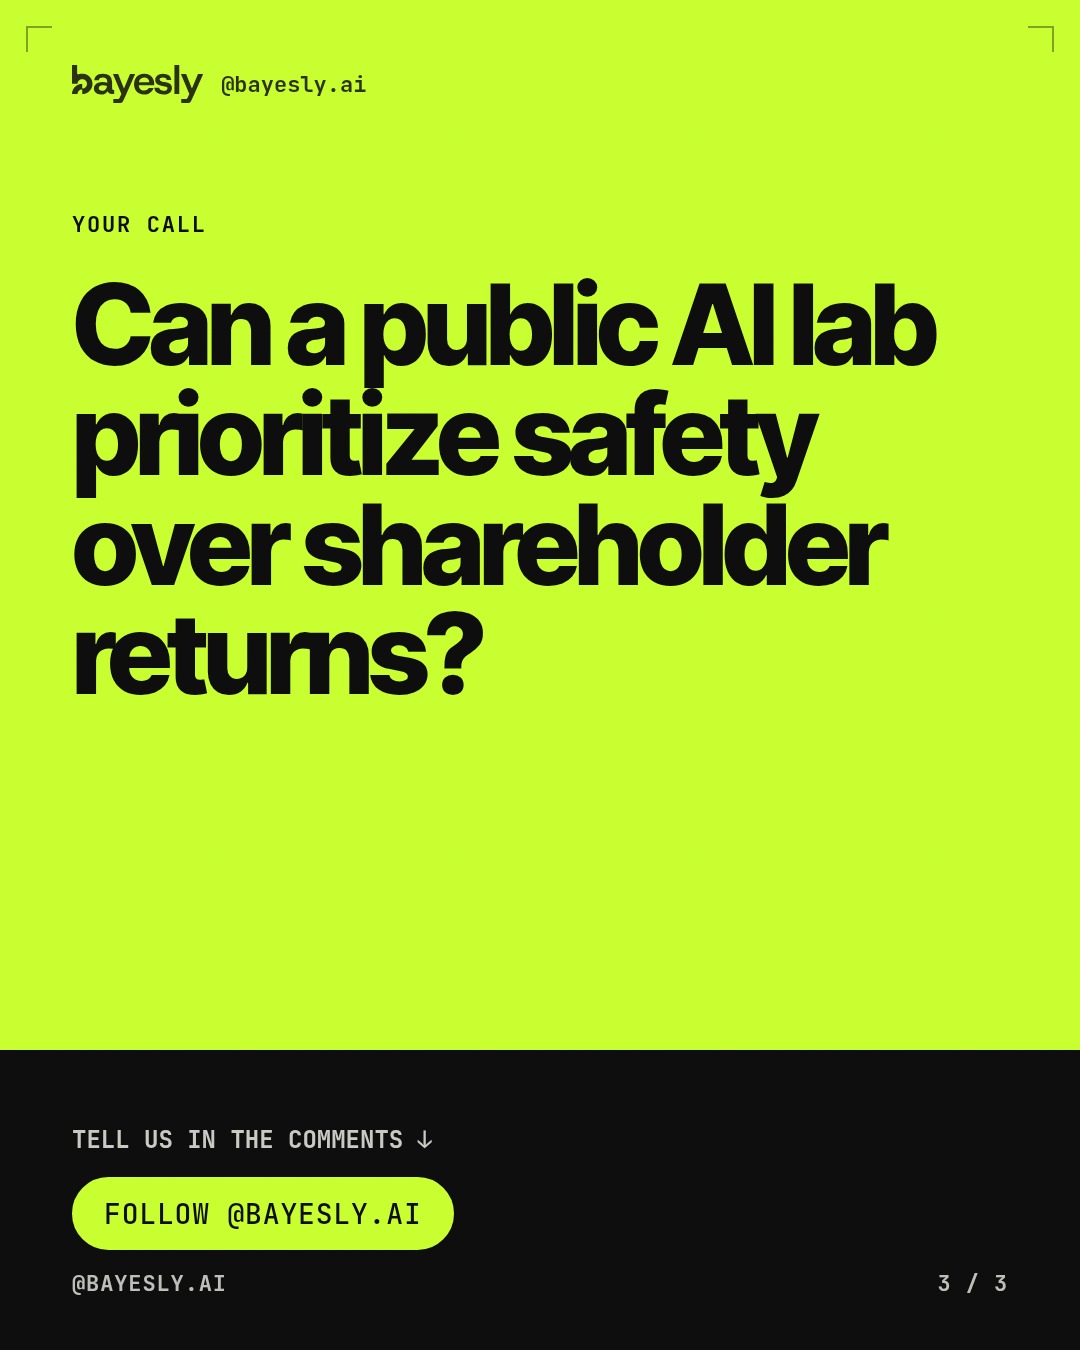 bayesly @bayesly.ai
YOUR CALL
Can a public AI lab
prioritize safety
over shareholder
returns?
TELL US IN THE COMMENTS ↓
FOLLOW @BAYESLY.AI
@BAYESLY.AI 3 / 3